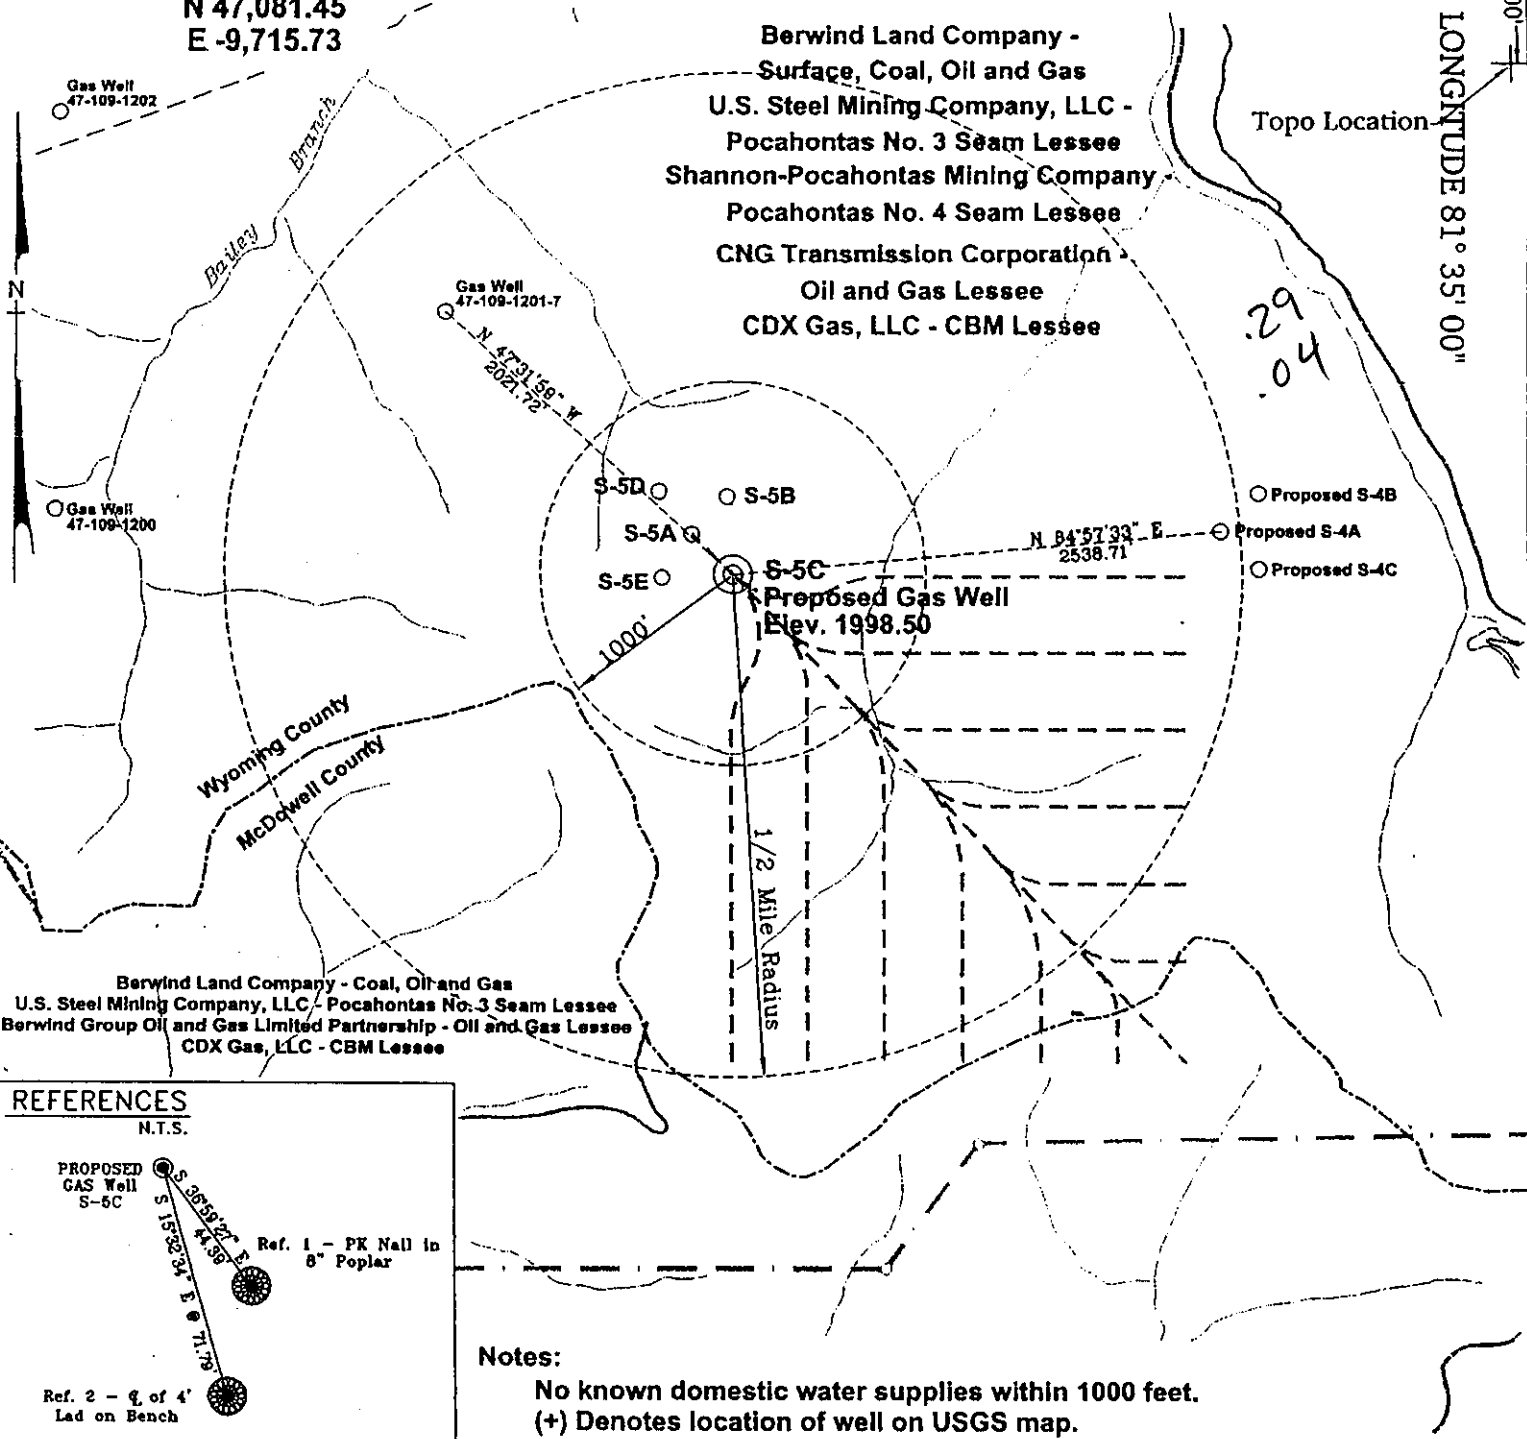 N 47,081.45
E -9,715.73
Berwind Land Company -
Surface, Coal, Oil and Gas
U.S. Steel Mining Company, LLC -
Pocahontas No. 3 Seam Lessee
Shannon-Pocahontas Mining Company -
Pocahontas No. 4 Seam Lessee
CNG Transmission Corporation -
Oil and Gas Lessee
CDX Gas, LLC - CBM Lessee
LONGITUDE 81° 35' 00"
Topo Location
.29
.04
Gas Well
47-109-1202
Bailey Branch
N
Gas Well
47-109-1201-7
N 47°31'59" W
2021.72'
Gas Well
47-109-1200
S-5D
S-5B
S-5A
S-5E
S-5C
Proposed Gas Well
Elev. 1998.50
N 84°57'33" E
2538.71'
Proposed S-4B
Proposed S-4A
Proposed S-4C
1000'
1/2 Mile Radius
Wyoming County
McDowell County
Berwind Land Company - Coal, Oil and Gas
U.S. Steel Mining Company, LLC - Pocahontas No. 3 Seam Lessee
Berwind Group Oil and Gas Limited Partnership - Oil and Gas Lessee
CDX Gas, LLC - CBM Lessee
REFERENCES
N.T.S.
PROPOSED
GAS Well
S-5C
S 36°59'27" E
44.39'
S 15°32'34" E @ 71.79'
Ref. 1 - PK Nail in
8" Poplar
Ref. 2 - ℄ of 4'
Lad on Bench
Notes:
No known domestic water supplies within 1000 feet.
(+) Denotes location of well on USGS map.